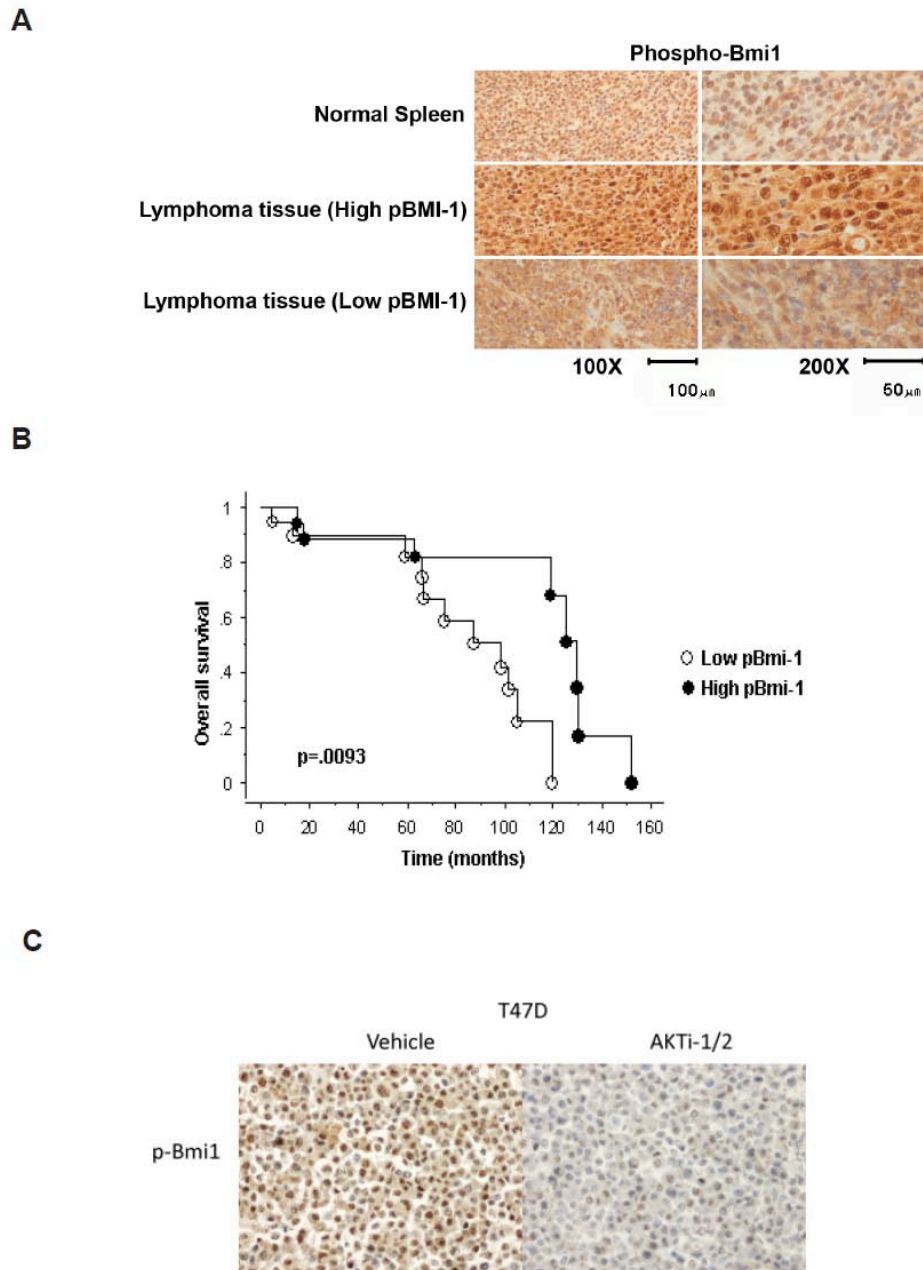 A
Phospho-Bmi1
Normal Spleen
Lymphoma tissue (High pBMI-1)
Lymphoma tissue (Low pBMI-1)
100X
100μm
200X
50μm
B
1
.8
.6
.4
.2
0
Overall survival
p=.0093
0 20 40 60 80 100 120 140 160
Time (months)
Low pBmi-1
High pBmi-1
C
T47D
Vehicle AKTi-1/2
p-Bmi1